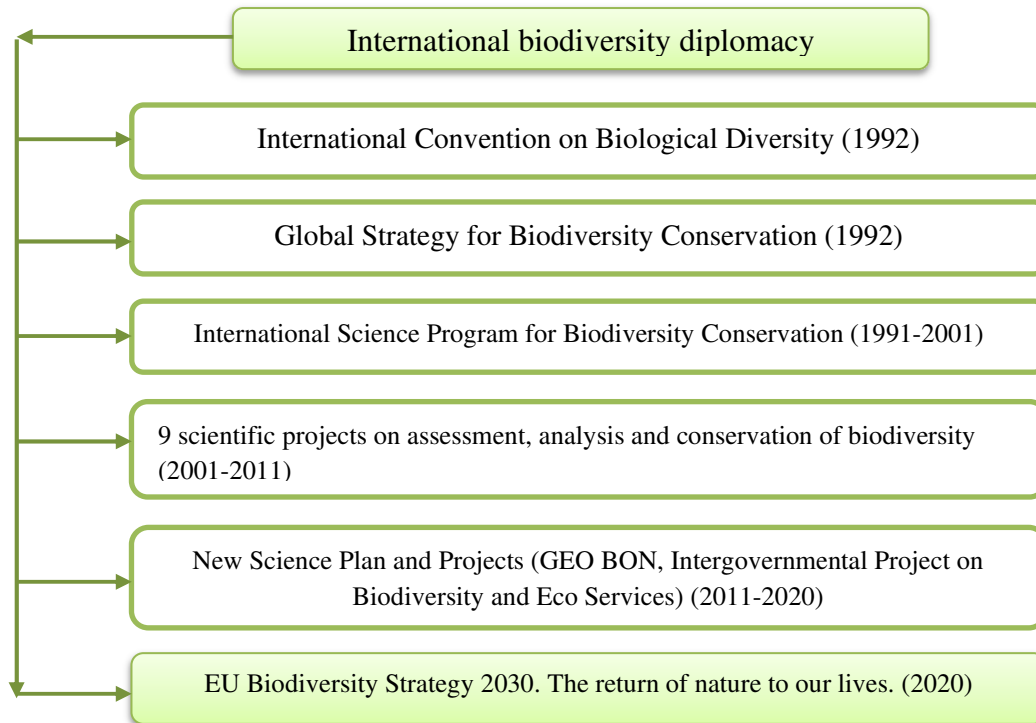 International biodiversity diplomacy
International Convention on Biological Diversity (1992)
Global Strategy for Biodiversity Conservation (1992)
International Science Program for Biodiversity Conservation (1991-2001)
9 scientific projects on assessment, analysis and conservation of biodiversity
(2001-2011)
New Science Plan and Projects (GEO BON, Intergovernmental Project on
Biodiversity and Eco Services) (2011-2020)
EU Biodiversity Strategy 2030. The return of nature to our lives. (2020)